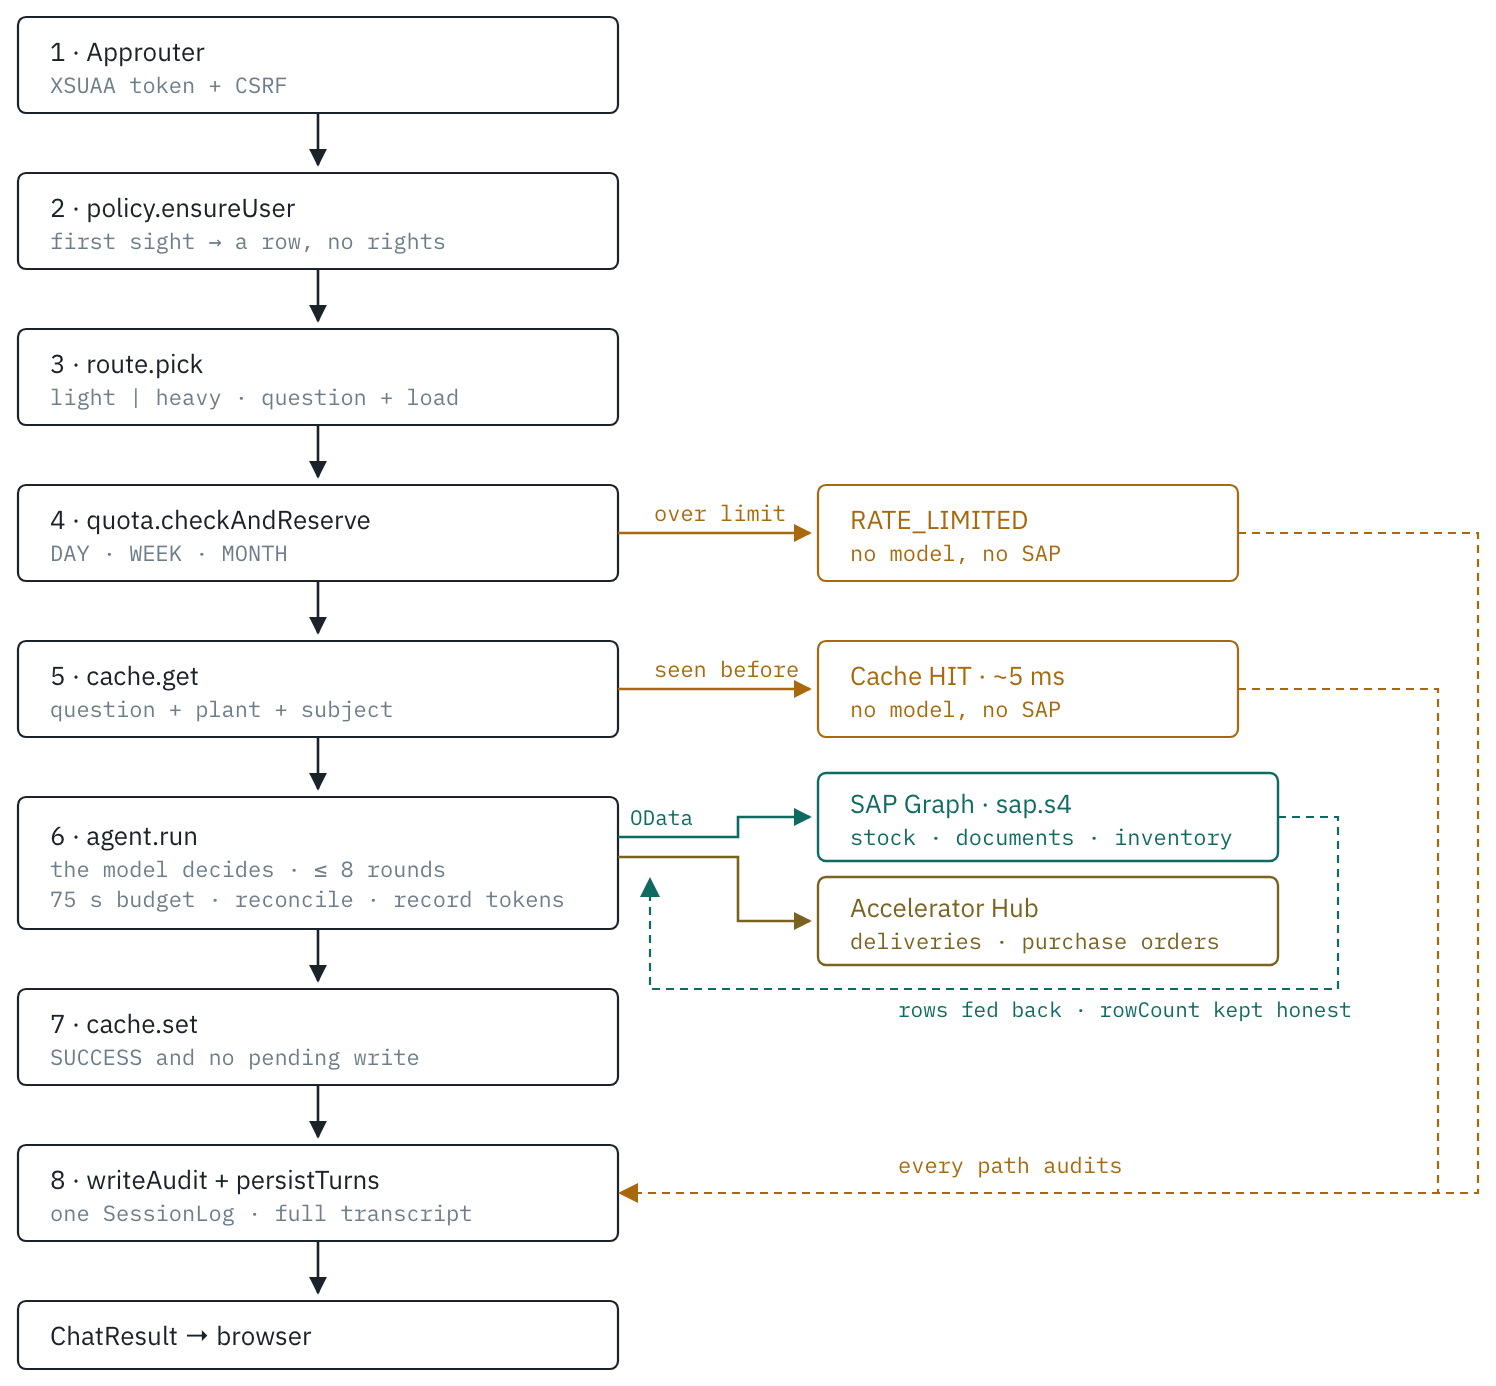 1 · Approuter
XSUAA token + CSRF
2 · policy.ensureUser
first sight → a row, no rights
3 · route.pick
light | heavy · question + load
4 · quota.checkAndReserve
DAY · WEEK · MONTH
over limit
RATE_LIMITED
no model, no SAP
5 · cache.get
question + plant + subject
seen before
Cache HIT · ~5 ms
no model, no SAP
6 · agent.run
the model decides · ≤ 8 rounds
75 s budget · reconcile · record tokens
OData
SAP Graph · sap.s4
stock · documents · inventory
Accelerator Hub
deliveries · purchase orders
rows fed back · rowCount kept honest
7 · cache.set
SUCCESS and no pending write
8 · writeAudit + persistTurns
one SessionLog · full transcript
every path audits
ChatResult → browser